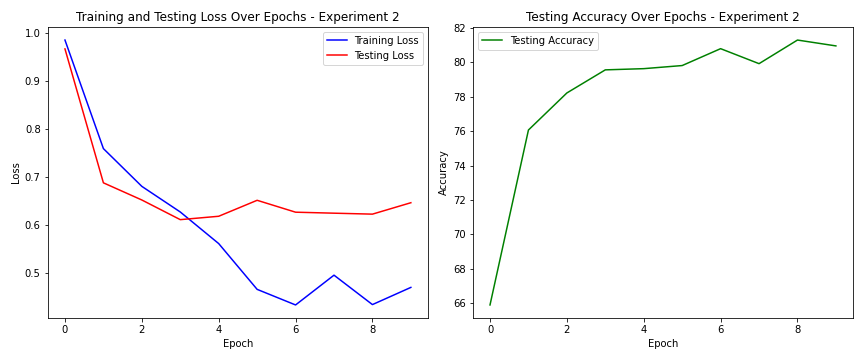 Training and Testing Loss Over Epochs - Experiment 2
1.0
0.9
0.8
0.7
0.6
0.5
Loss
0 2 4 6 8
Epoch
Training Loss
Testing Loss
Testing Accuracy Over Epochs - Experiment 2
82
80
78
76
74
72
70
68
66
Accuracy
0 2 4 6 8
Epoch
Testing Accuracy